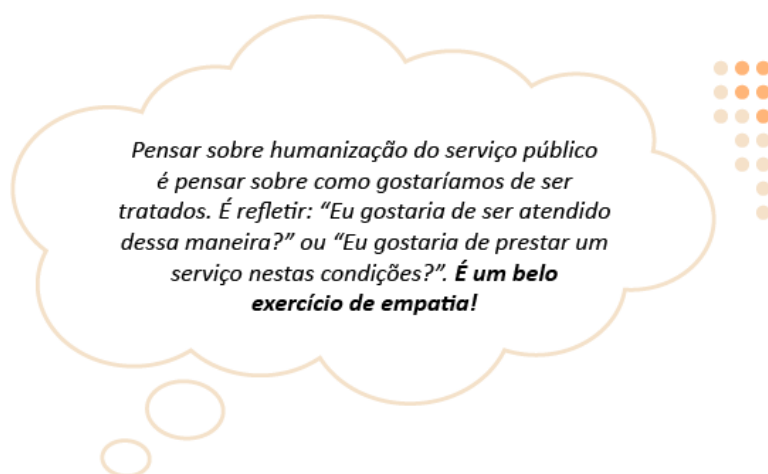 Pensar sobre humanização do serviço público
é pensar sobre como gostaríamos de ser
tratados. É refletir: “Eu gostaria de ser atendido
dessa maneira?” ou “Eu gostaria de prestar um
serviço nestas condições?”. É um belo
exercício de empatia!